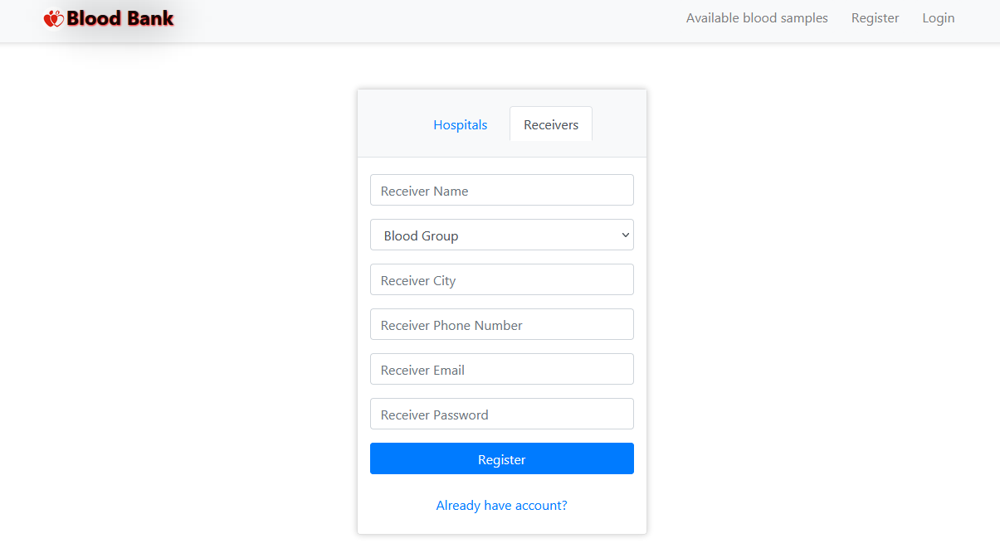 Blood Bank
Available blood samples Register Login
Hospitals Receivers
Receiver Name
Blood Group
Receiver City
Receiver Phone Number
Receiver Email
Receiver Password
Register
Already have account?